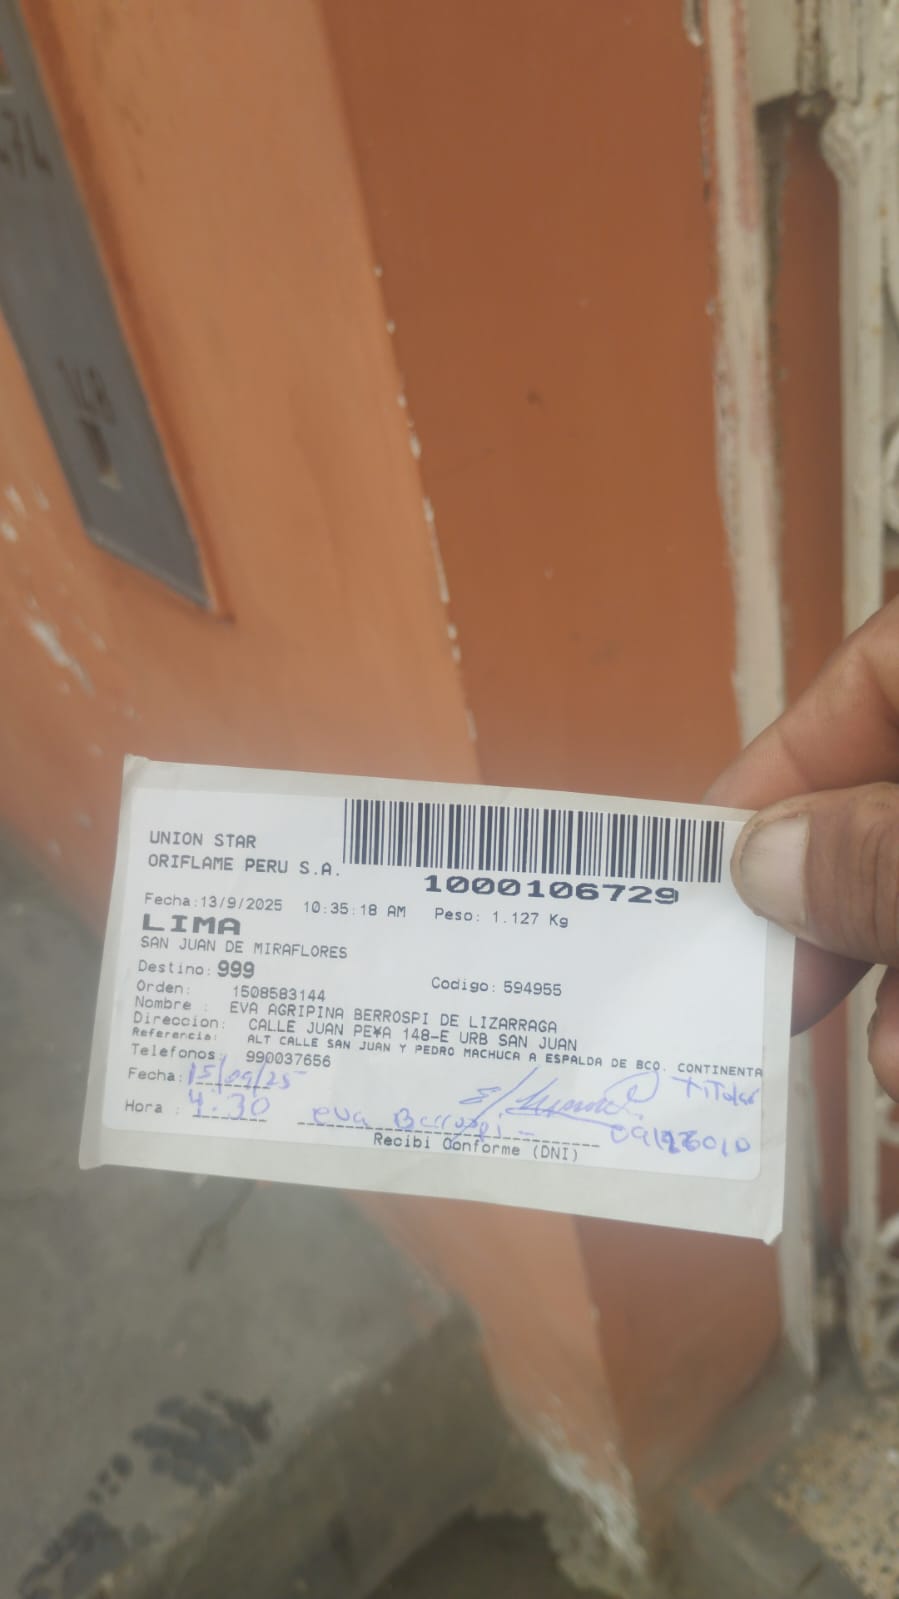 148
UNION STAR
ORIFLAME PERU S.A.
1000106729
Fecha:13/9/2025 10:35:18 AM Peso: 1.127 Kg
LIMA
SAN JUAN DE MIRAFLORES
Destino: 999
Codigo: 594955
Orden: 1508583144
Nombre : EVA AGRIPINA BERROSPI DE LIZARRAGA
Direccion: CALLE JUAN PE¥A 148-E URB SAN JUAN
Referencia: ALT CALLE SAN JUAN Y PEDRO MACHUCA A ESPALDA DE BCO. CONTINENTA
Telefonos: 990037656
Fecha: 15/09/25
Titular
Hora : 4:30
eva Berrospi
Recibi Conforme (DNI)